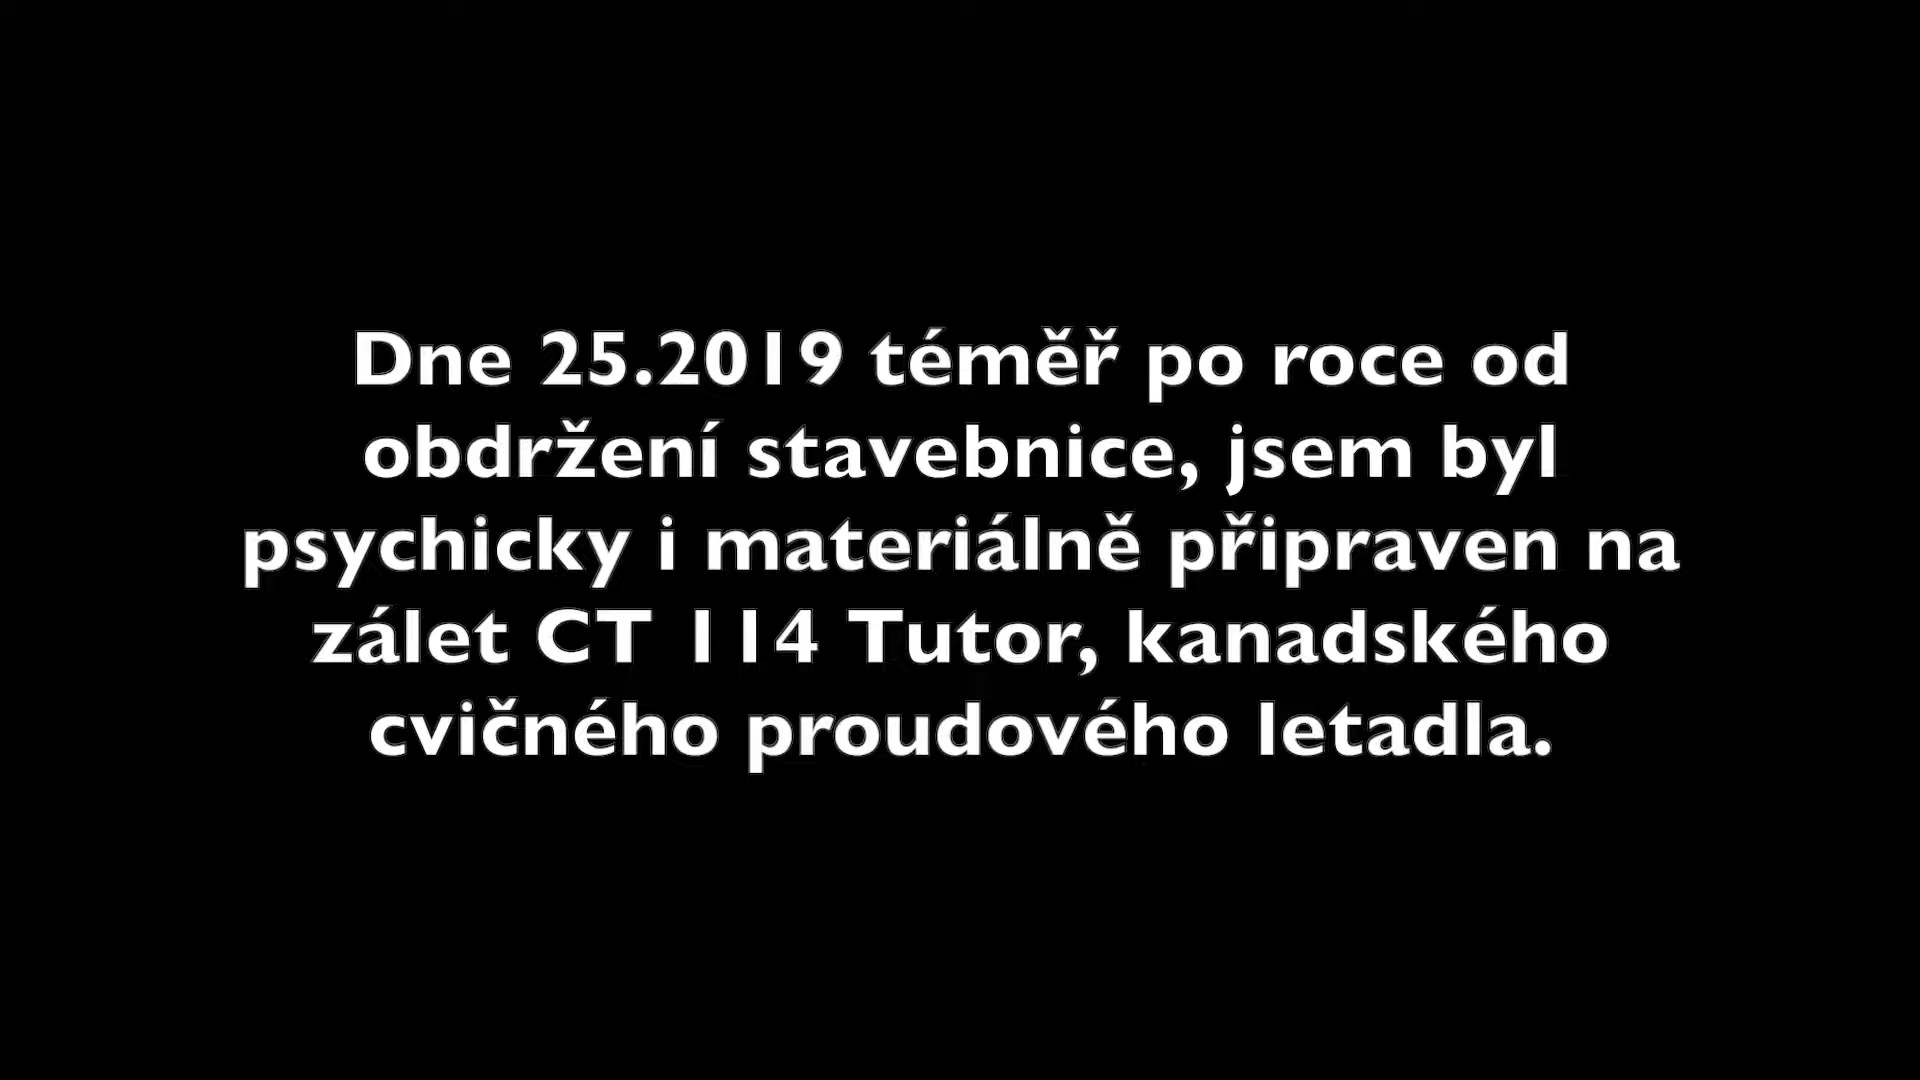 Dne 25.2019 téměř po roce od
obdržení stavebnice, jsem byl
psychicky i materiálně připraven na
zálet CT 114 Tutor, kanadského
cvičného proudového letadla.